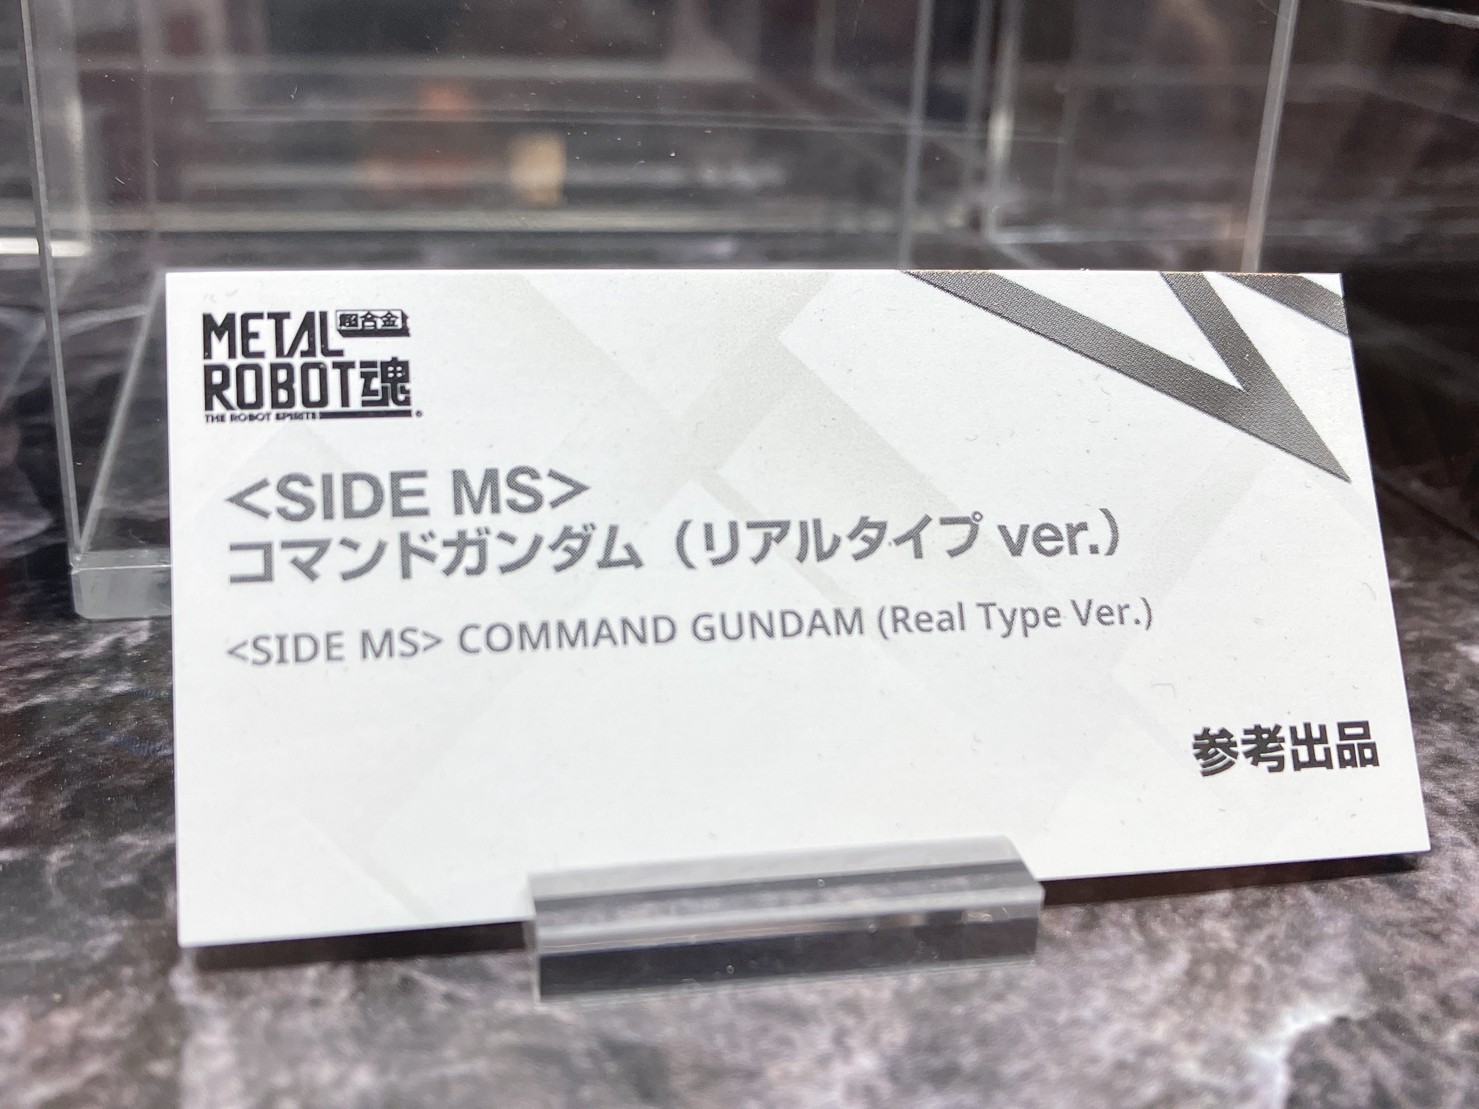 METAL 超合金
ROBOT魂
THE ROBOT SPIRITS
<SIDE MS>
コマンドガンダム（リアルタイプ ver.）
<SIDE MS> COMMAND GUNDAM (Real Type Ver.)
参考出品